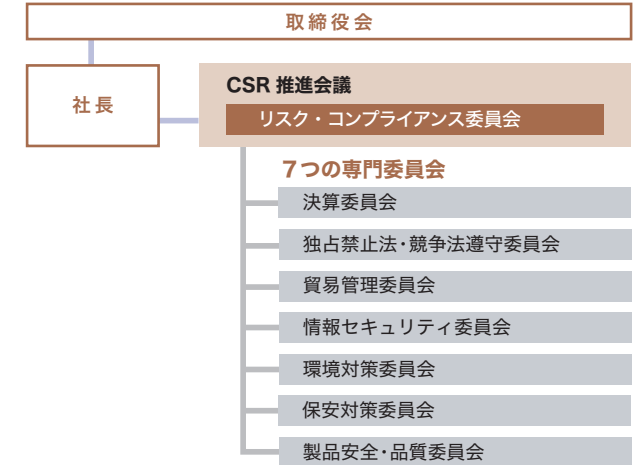 取締役会
社長
CSR 推進会議
リスク・コンプライアンス委員会
7つの専門委員会
決算委員会
独占禁止法・競争法遵守委員会
貿易管理委員会
情報セキュリティ委員会
環境対策委員会
保安対策委員会
製品安全・品質委員会